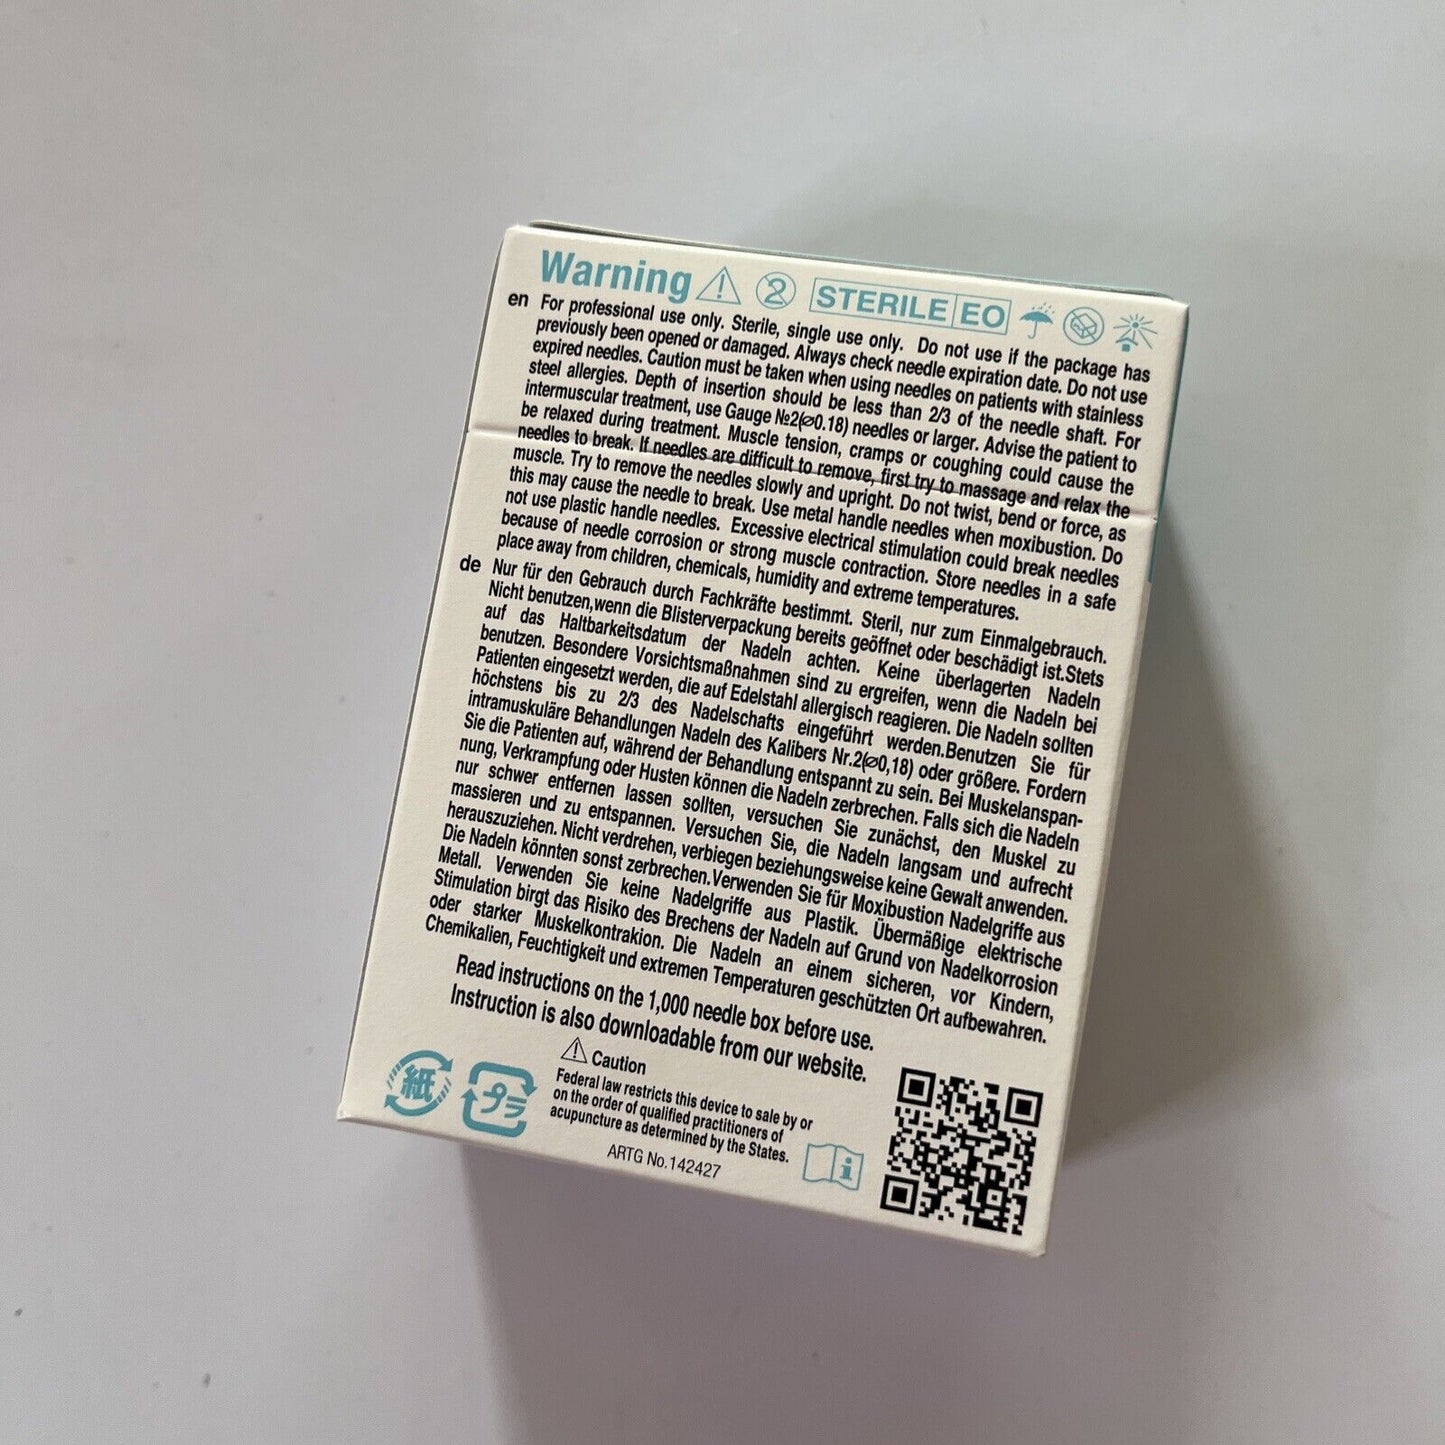 Warning
2 STERILE EO
en For professional use only. Sterile, single use only. Do not use if the package has
previously been opened or damaged. Always check needle expiration date. Do not use
expired needles. Caution must be taken when using needles on patients with stainless
steel allergies. Depth of insertion should be less than 2/3 of the needle shaft. For
intermuscular treatment, use Gauge №2(⌀0.18) needles or larger. Advise the patient to
be relaxed during treatment. Muscle tension, cramps or coughing could cause the
needles to break. If needles are difficult to remove, first try to massage and relax the
muscle. Try to remove the needles slowly and upright. Do not twist, bend or force, as
this may cause the needle to break. Use metal handle needles when moxibustion. Do
not use plastic handle needles. Excessive electrical stimulation could break needles
because of needle corrosion or strong muscle contraction. Store needles in a safe
place away from children, chemicals, humidity and extreme temperatures.
de Nur für den Gebrauch durch Fachkräfte bestimmt. Steril, nur zum Einmalgebrauch.
Nicht benutzen,wenn die Blisterverpackung bereits geöffnet oder beschädigt ist.Stets
auf das Haltbarkeitsdatum der Nadeln achten. Keine überlagerten Nadeln
benutzen. Besondere Vorsichtsmaßnahmen sind zu ergreifen, wenn die Nadeln bei
Patienten eingesetzt werden, die auf Edelstahl allergisch reagieren. Die Nadeln sollten
höchstens bis zu 2/3 des Nadelschafts eingeführt werden.Benutzen Sie für
intramuskuläre Behandlungen Nadeln des Kalibers Nr.2(⌀0,18) oder größere. Fordern
Sie die Patienten auf, während der Behandlung entspannt zu sein. Bei Muskelanspan-
nung, Verkrampfung oder Husten können die Nadeln zerbrechen. Falls sich die Nadeln
nur schwer entfernen lassen sollten, versuchen Sie zunächst, den Muskel zu
massieren und zu entspannen. Versuchen Sie, die Nadeln langsam und aufrecht
herauszuziehen. Nicht verdrehen, verbiegen beziehungsweise keine Gewalt anwenden.
Die Nadeln könnten sonst zerbrechen.Verwenden Sie für Moxibustion Nadelgriffe aus
Metall. Verwenden Sie keine Nadelgriffe aus Plastik. Übermäßige elektrische
Stimulation birgt das Risiko des Brechens der Nadeln auf Grund von Nadelkorrosion
oder starker Muskelkontrakion. Die Nadeln an einem sicheren, vor Kindern,
Chemikalien, Feuchtigkeit und extremen Temperaturen geschützten Ort aufbewahren.
Read instructions on the 1,000 needle box before use.
Instruction is also downloadable from our website.
Caution
Federal law restricts this device to sale by or
on the order of qualified practitioners of
acupuncture as determined by the States.
ARTG No.142427
紙
プラ
i